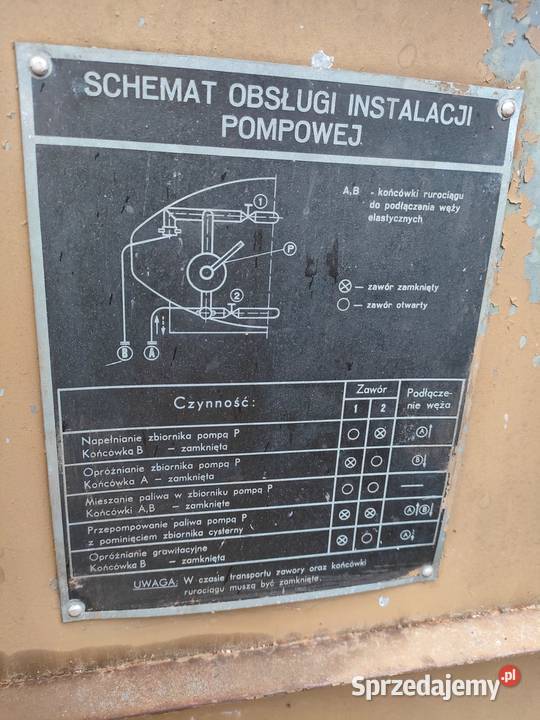 SCHEMAT OBSŁUGI INSTALACJI
POMPOWEJ
1
P
2
B
A
A,B - końcówki rurociągu
do podłączania węży
elastycznych
⊗ — zawór zamknięty
○ — zawór otwarty
Czynność:
Zawór
1 2
Podłącze-
nie węża
Napełnianie zbiornika pompą P
Końcówka B — zamknięta
○ ⊗ A↑
Opróżnianie zbiornika pompą P
Końcówka A — zamknięta
⊗ ○ B↓
Mieszanie paliwa w zbiorniku pompą P
Końcówki A,B — zamknięte
○ ○ —
Przepompowanie paliwa pompą P
z pominięciem zbiornika cysterny
⊗ ⊗ A↑B↓
Opróżnianie grawitacyjne
Końcówka B — zamknięta
⊗ ○ A↓
UWAGA: W czasie transportu zawory oraz końcówki
rurociągu muszą być zamknięte.
Sprzedajemy.pl